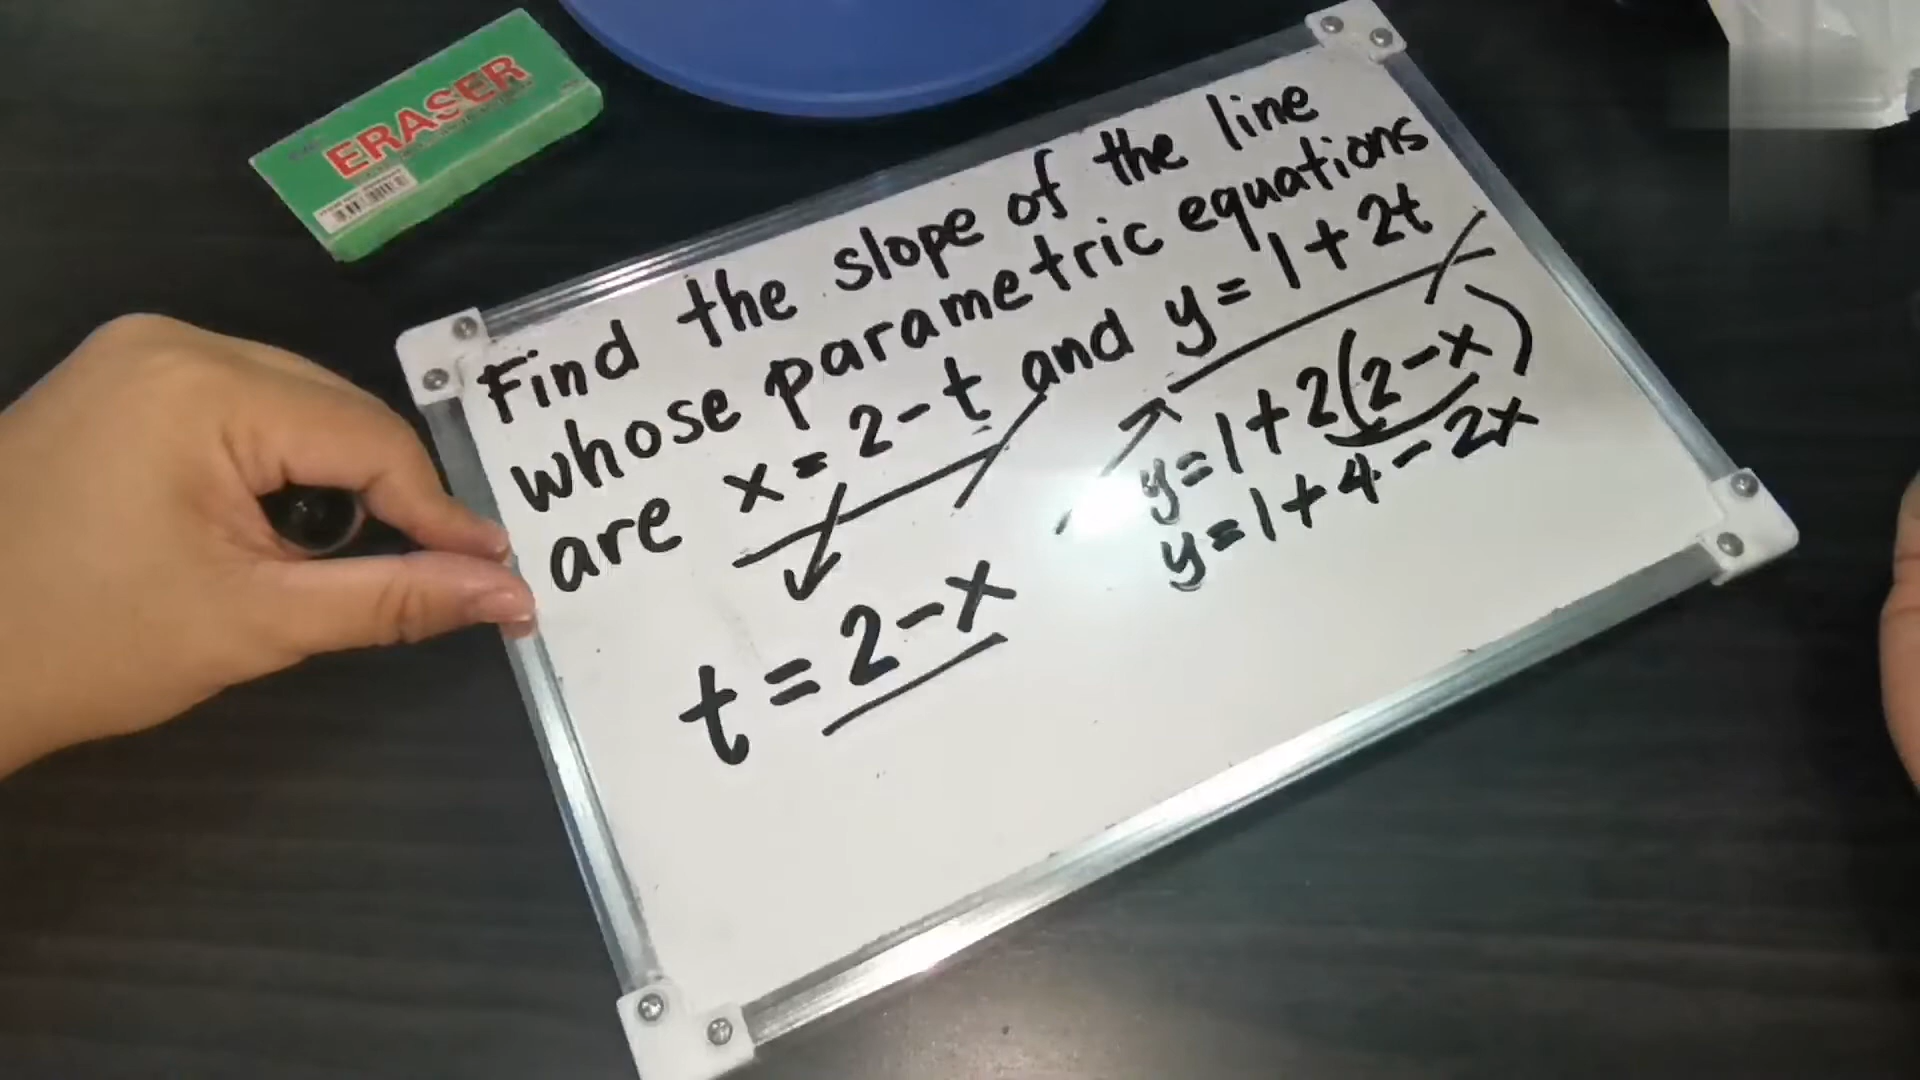 ERASER
Find the slope of the line
whose parametric equations
are x = 2 - t and y = 1 + 2t
y = 1 + 2(2 - x)
y = 1 + 4 - 2x
t = 2 - x